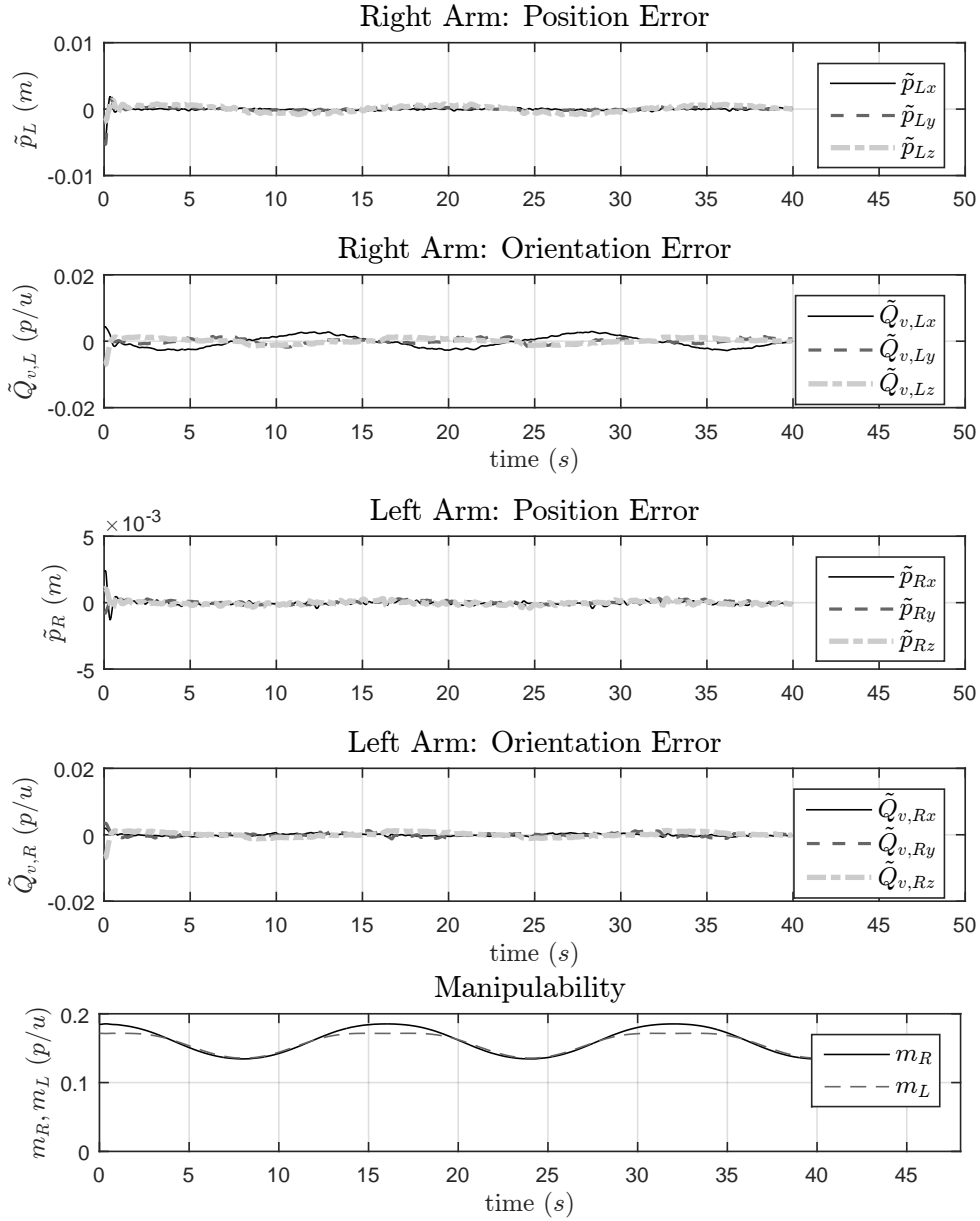 Right Arm: Position Error
0.01
0
-0.01
p̃_L (m)
p̃_Lx
p̃_Ly
p̃_Lz
0 5 10 15 20 25 30 35 40 45 50
Right Arm: Orientation Error
0.02
0
-0.02
Q̃_v,L (p/u)
Q̃_v,Lx
Q̃_v,Ly
Q̃_v,Lz
0 5 10 15 20 25 30 35 40 45 50
time (s)
Left Arm: Position Error
×10^-3
5
0
-5
p̃_R (m)
p̃_Rx
p̃_Ry
p̃_Rz
0 5 10 15 20 25 30 35 40 45 50
Left Arm: Orientation Error
0.02
0
-0.02
Q̃_v,R (p/u)
Q̃_v,Rx
Q̃_v,Ry
Q̃_v,Rz
0 5 10 15 20 25 30 35 40 45 50
time (s)
Manipulability
0.2
0.1
0
m_R, m_L (p/u)
m_R
m_L
0 5 10 15 20 25 30 35 40 45
time (s)